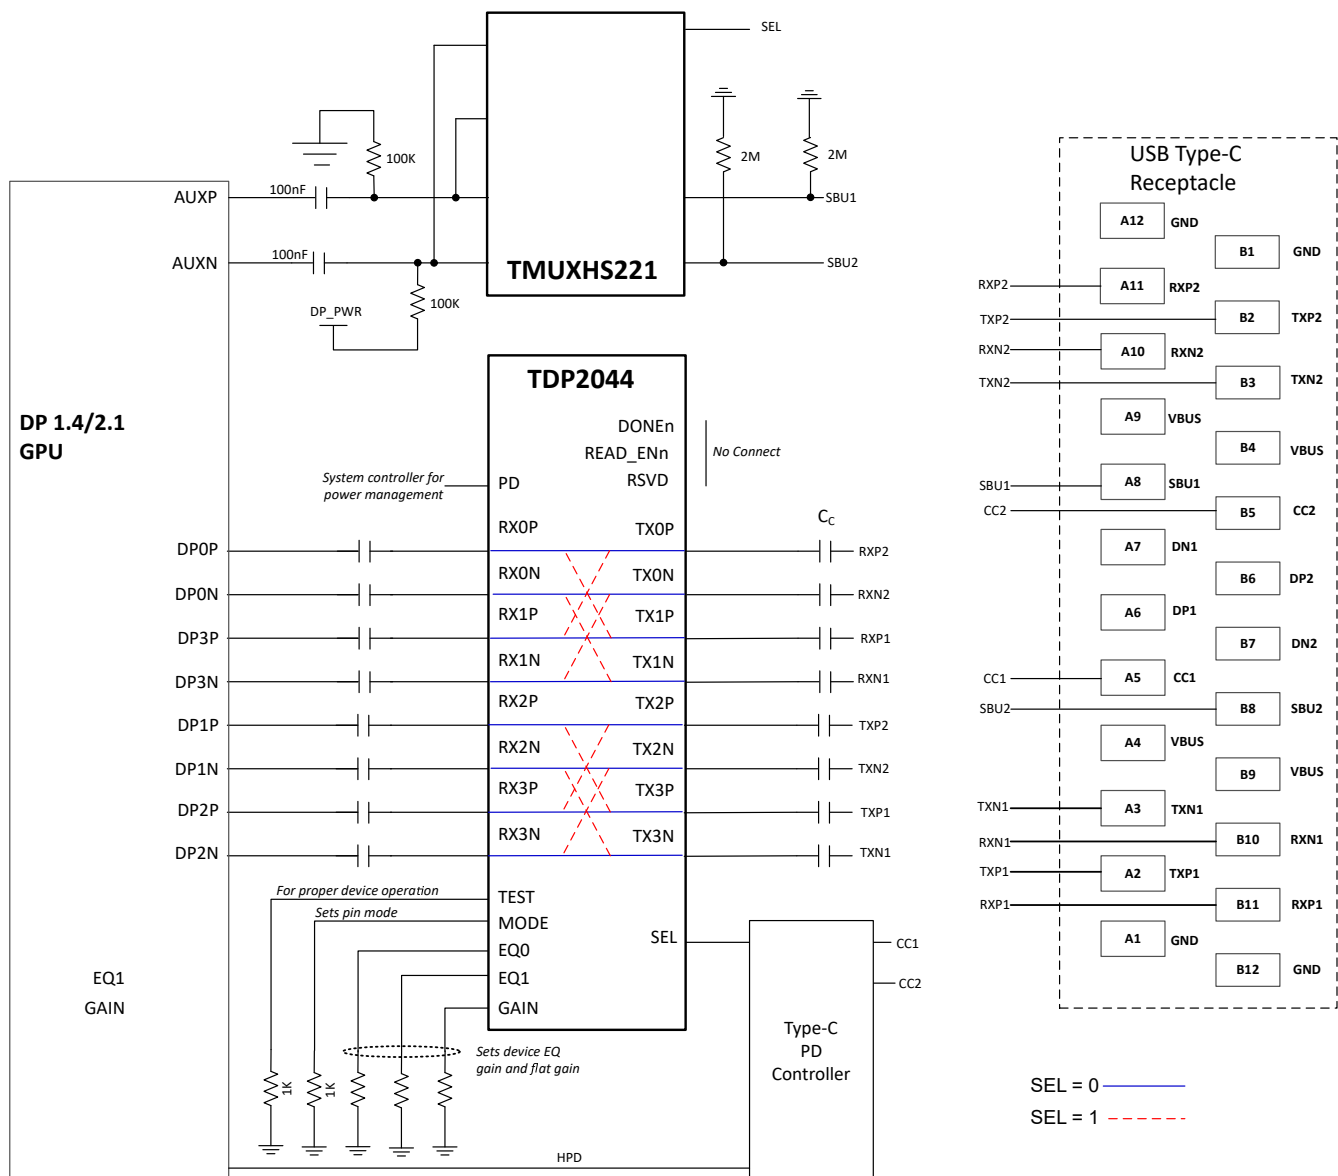 SEL
100K
2M
2M
AUXP
100nF
SBU1
AUXN
100nF
SBU2
TMUXHS221
100K
DP_PWR
DP 1.4/2.1
GPU
TDP2044
DONEn
READ_ENn
RSVD
No Connect
System controller for
power management
PD
RX0P
TX0P
CC
DP0P
RXP2
RX0N
TX0N
DP0N
RXN2
RX1P
TX1P
DP3P
RXP1
RX1N
TX1N
DP3N
RXN1
RX2P
TX2P
DP1P
TXP2
RX2N
TX2N
DP1N
TXN2
RX3P
TX3P
DP2P
TXP1
RX3N
TX3N
DP2N
TXN1
For proper device operation
TEST
Sets pin mode
MODE
EQ0
EQ1
GAIN
SEL
CC1
CC2
EQ1
GAIN
Sets device EQ
gain and flat gain
1K
1K
Type-C
PD
Controller
HPD
USB Type-C
Receptacle
A12 GND
B1 GND
RXP2 A11 RXP2
TXP2 B2 TXP2
RXN2 A10 RXN2
TXN2 B3 TXN2
A9 VBUS
B4 VBUS
SBU1 A8 SBU1
CC2 B5 CC2
A7 DN1
B6 DP2
A6 DP1
B7 DN2
CC1 A5 CC1
SBU2 B8 SBU2
A4 VBUS
B9 VBUS
TXN1 A3 TXN1
RXN1 B10 RXN1
TXP1 A2 TXP1
RXP1 B11 RXP1
A1 GND
B12 GND
SEL = 0
SEL = 1